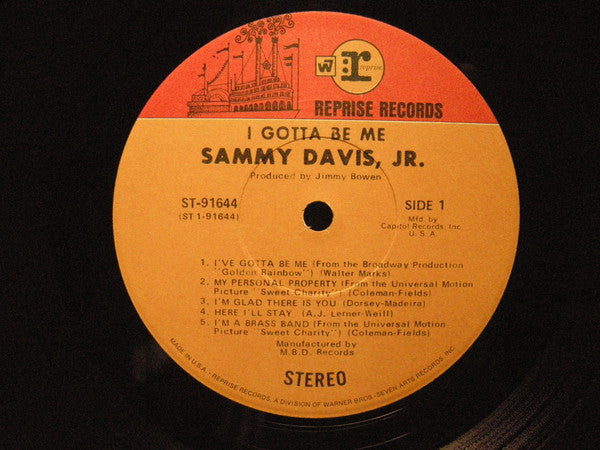 W7 r: reprise
REPRISE RECORDS
I GOTTA BE ME
SAMMY DAVIS, JR.
Produced by Jimmy Bowen
ST-91644
(ST 1-91644)
SIDE 1
Mfd. by
Capitol Records, Inc
U. S. A.
1. I'VE GOTTA BE ME (From the Broadway Production
"Golden Rainbow") (Walter Marks)
2. MY PERSONAL PROPERTY (From the Universal Motion
Picture "Sweet Charity") (Coleman-Fields)
3. I'M GLAD THERE IS YOU (Dorsey-Madeira)
4. HERE I'LL STAY (A.J. Lerner-Weill)
5. I'M A BRASS BAND (From the Universal Motion
Picture "Sweet Charity") (Coleman-Fields)
Manufactured by
M.B.D. Records
STEREO
MADE IN U.S.A. - REPRISE RECORDS, A DIVISION OF WARNER BROS.-SEVEN ARTS RECORDS, INC.